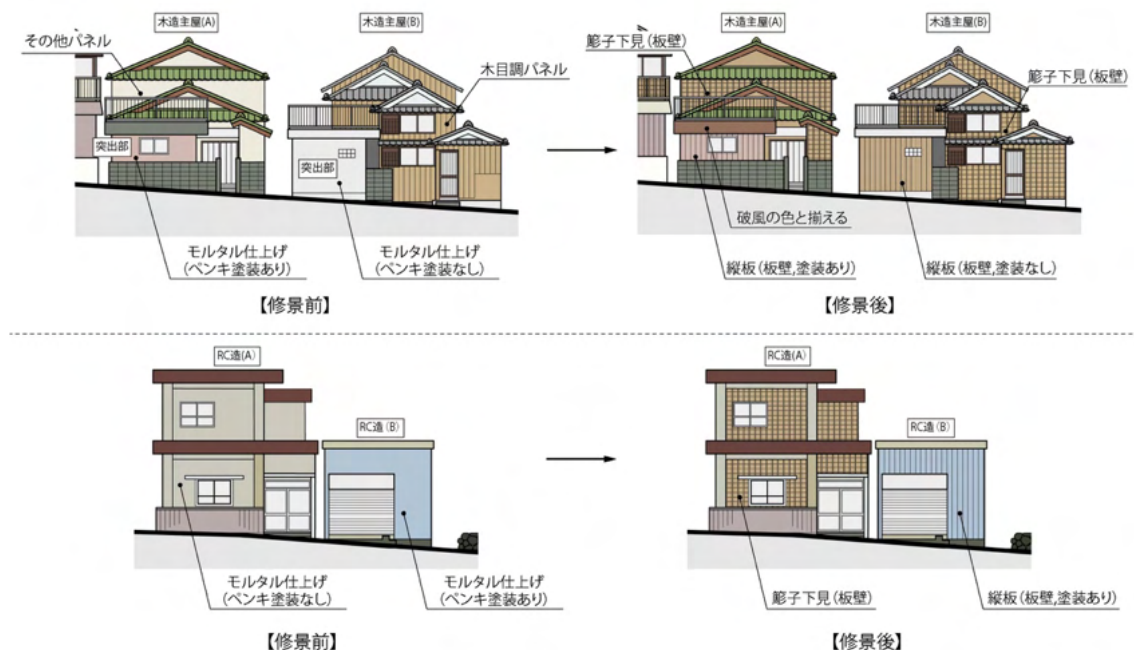 木造主屋(A)
木造主屋(B)
その他パネル
木目調パネル
突出部
突出部
モルタル仕上げ
(ペンキ塗装あり)
モルタル仕上げ
(ペンキ塗装なし)
【修景前】
木造主屋(A)
木造主屋(B)
簓子下見(板壁)
簓子下見(板壁)
破風の色と揃える
縦板(板壁,塗装あり)
縦板(板壁,塗装なし)
【修景後】
RC造(A)
RC造(B)
モルタル仕上げ
(ペンキ塗装なし)
モルタル仕上げ
(ペンキ塗装あり)
【修景前】
RC造(A)
RC造(B)
簓子下見(板壁)
縦板(板壁,塗装あり)
【修景後】